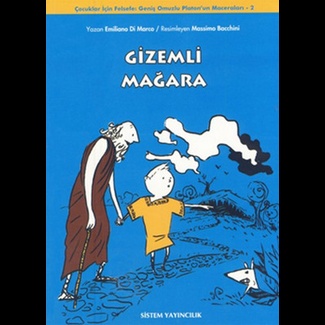 Çocuklar İçin Felsefe: Geniş Omuzlu Platon'un Maceraları - 2
Yazan Emiliano Di Marco / Resimleyen Massimo Bacchini
GİZEMLİ
MAĞARA
SİSTEM YAYINCILIK